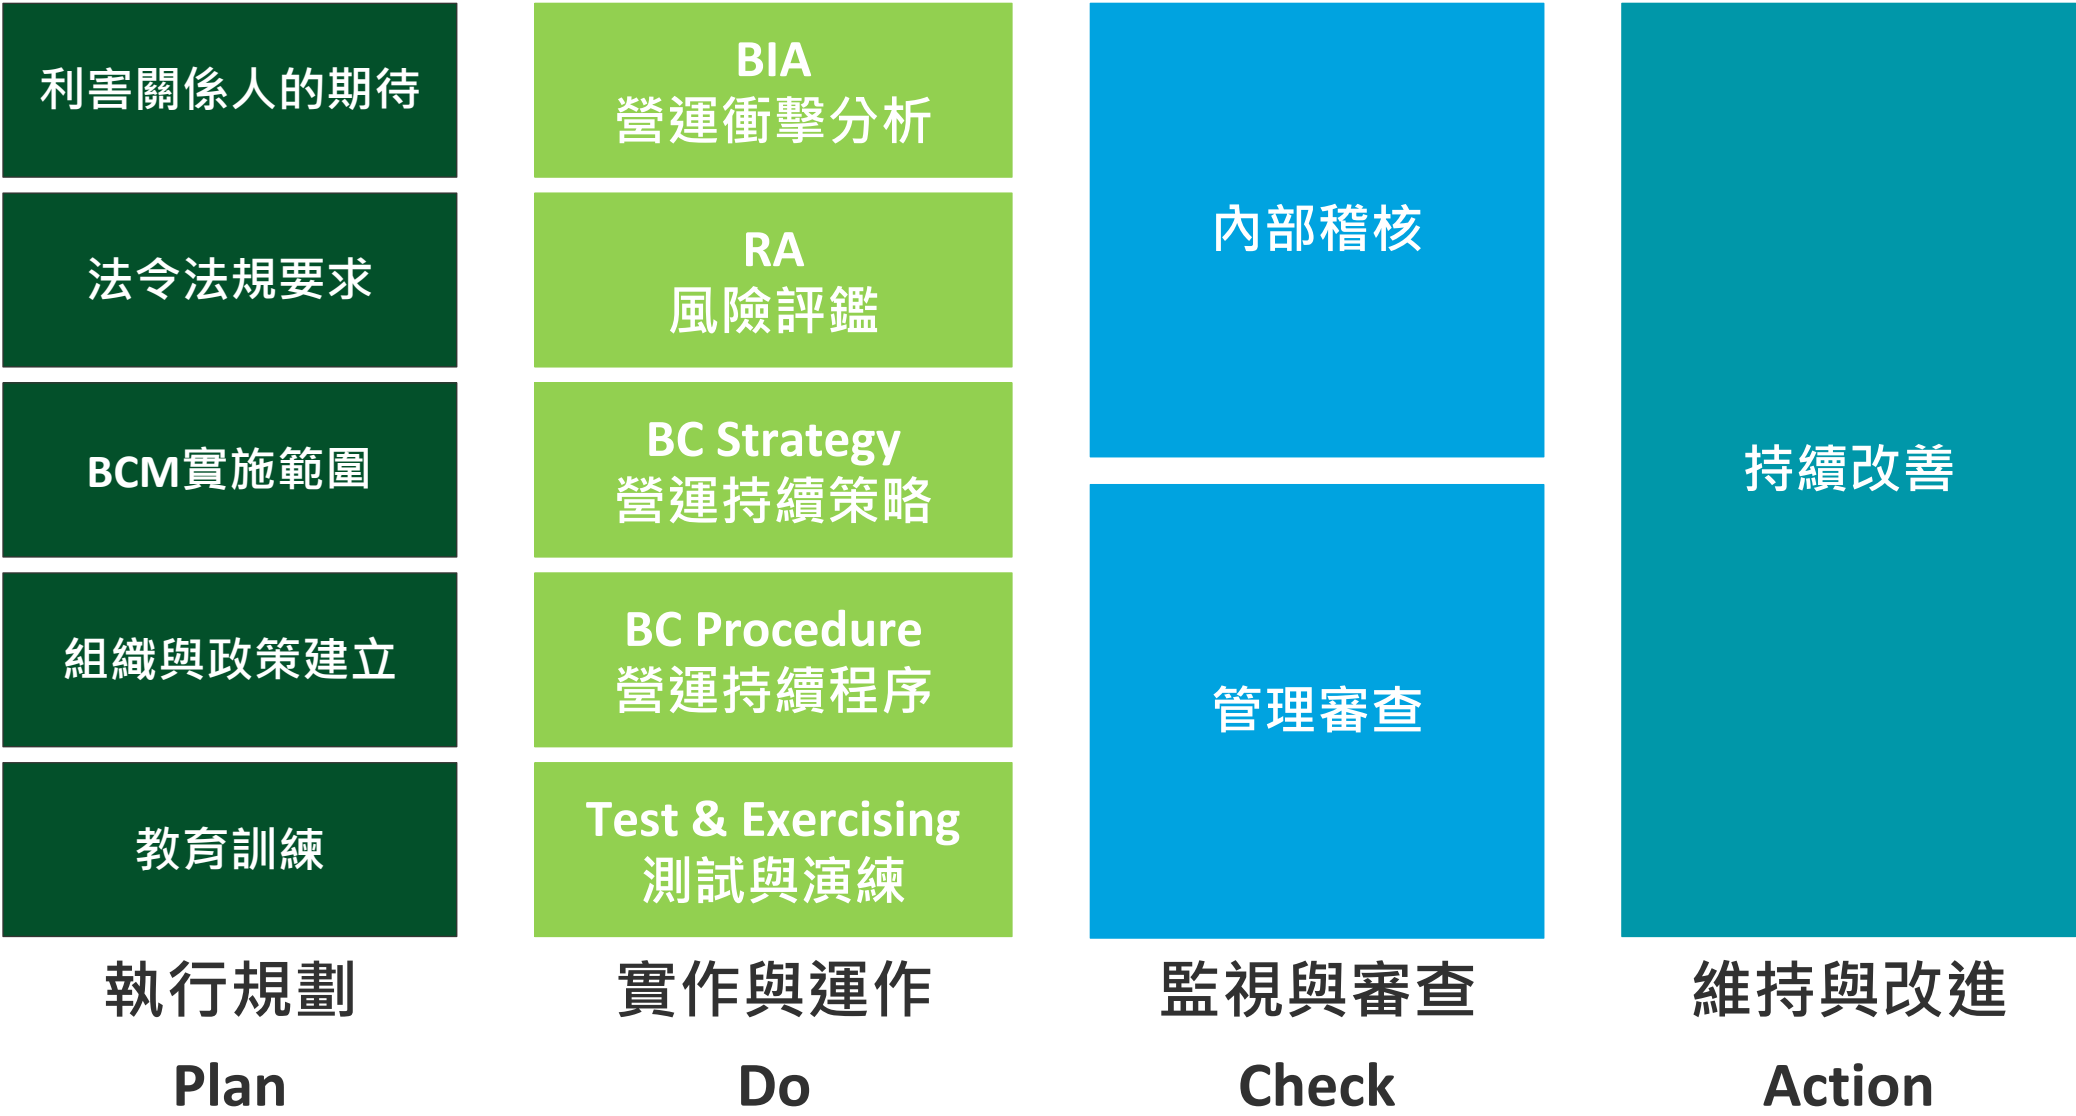 利害關係人的期待
法令法規要求
BCM實施範圍
組織與政策建立
教育訓練
執行規劃
Plan
BIA
營運衝擊分析
RA
風險評鑑
BC Strategy
營運持續策略
BC Procedure
營運持續程序
Test & Exercising
測試與演練
實作與運作
Do
內部稽核
管理審查
監視與審查
Check
持續改善
維持與改進
Action